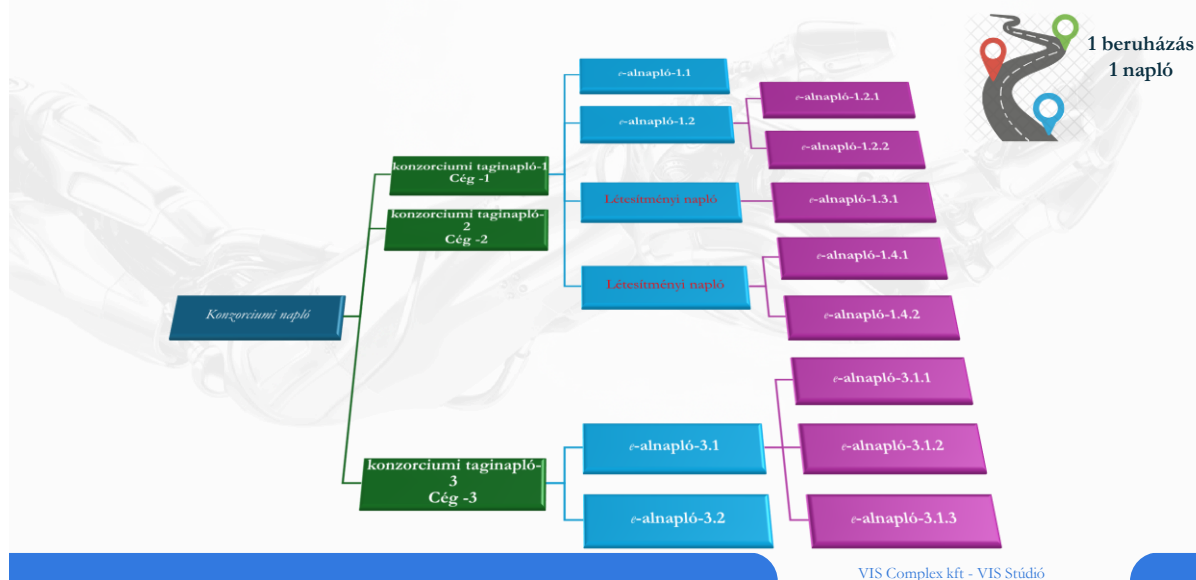 1 beruházás
1 napló
Konzorciumi napló
konzorciumi taginapló-1
Cég -1
konzorciumi taginapló-
2
Cég -2
konzorciumi taginapló-
3
Cég -3
e-alnapló-1.1
e-alnapló-1.2
Létesítményi napló
Létesítményi napló
e-alnapló-3.1
e-alnapló-3.2
e-alnapló-1.2.1
e-alnapló-1.2.2
e-alnapló-1.3.1
e-alnapló-1.4.1
e-alnapló-1.4.2
e-alnapló-3.1.1
e-alnapló-3.1.2
e-alnapló-3.1.3
VIS Complex kft - VIS Stúdió